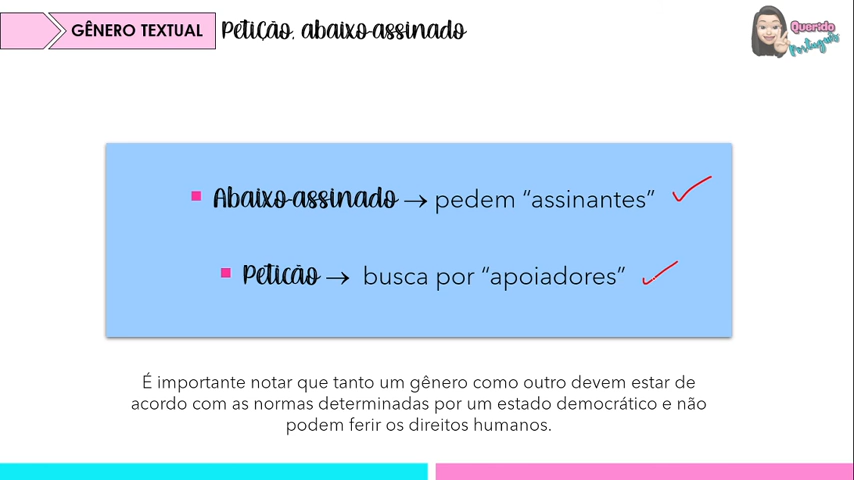 GÊNERO TEXTUAL Petição, abaixo-assinado
Querido
Português
Abaixo-assinado → pedem “assinantes”
Petição → busca por “apoiadores”
É importante notar que tanto um gênero como outro devem estar de
acordo com as normas determinadas por um estado democrático e não
podem ferir os direitos humanos.